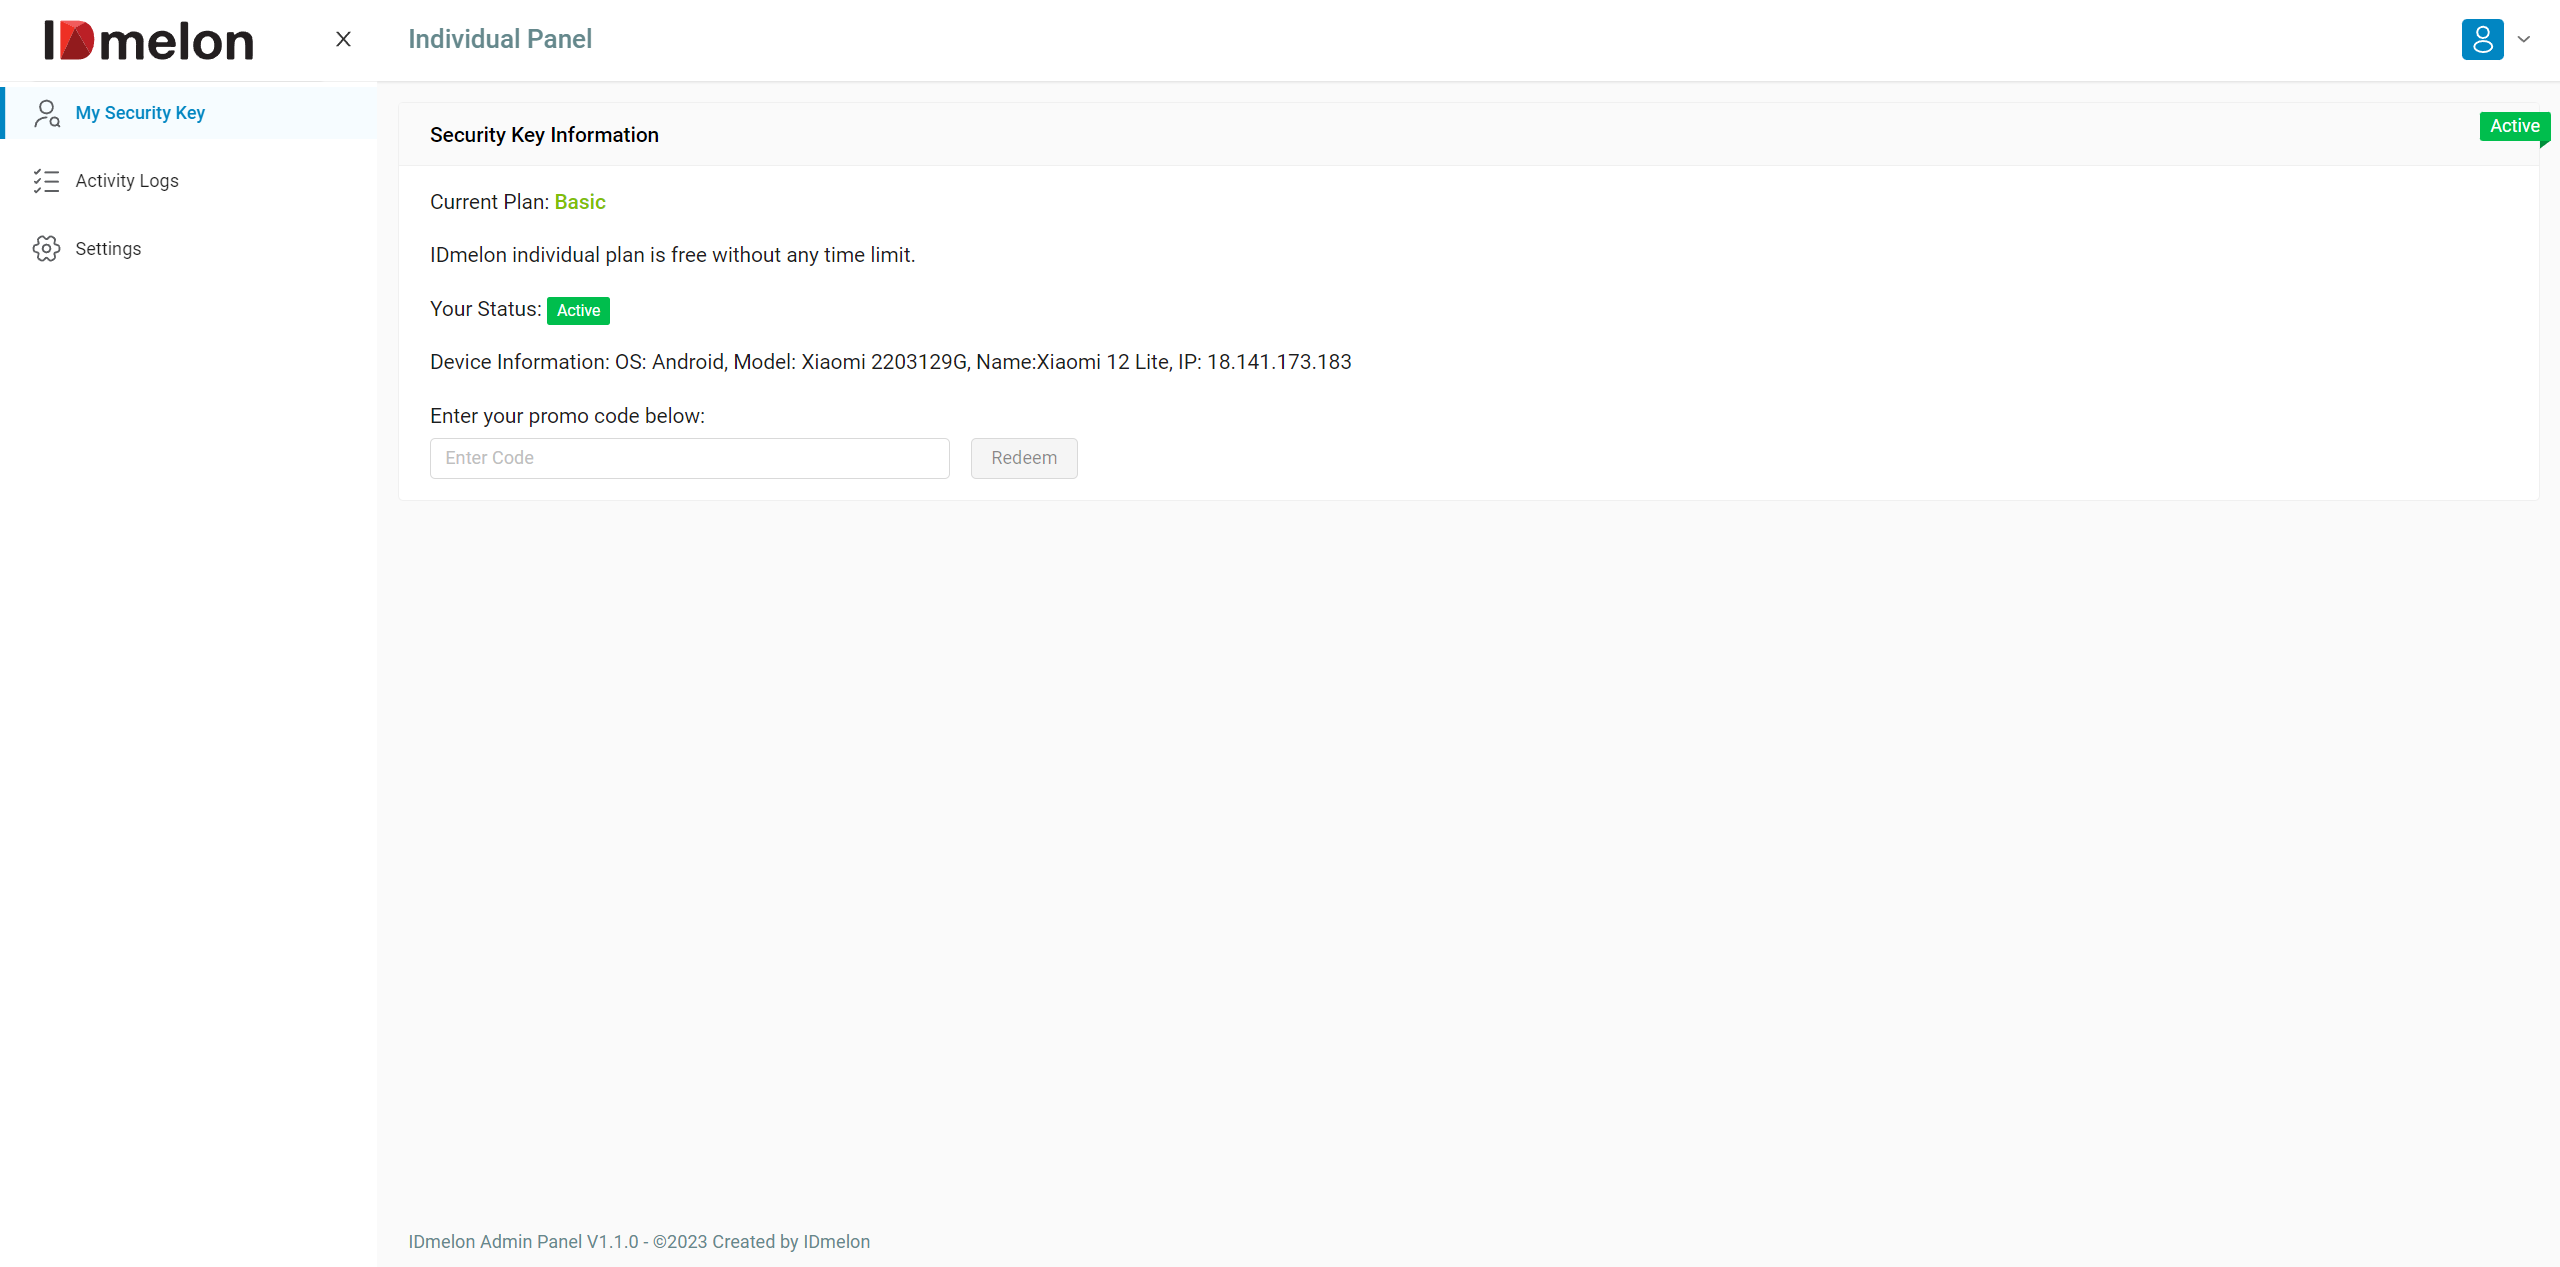 IDmelon
Individual Panel
My Security Key
Activity Logs
Settings
Security Key Information
Active
Current Plan: Basic
IDmelon individual plan is free without any time limit.
Your Status: Active
Device Information: OS: Android, Model: Xiaomi 2203129G, Name:Xiaomi 12 Lite, IP: 18.141.173.183
Enter your promo code below:
Enter Code
Redeem
IDmelon Admin Panel V1.1.0 - ©2023 Created by IDmelon